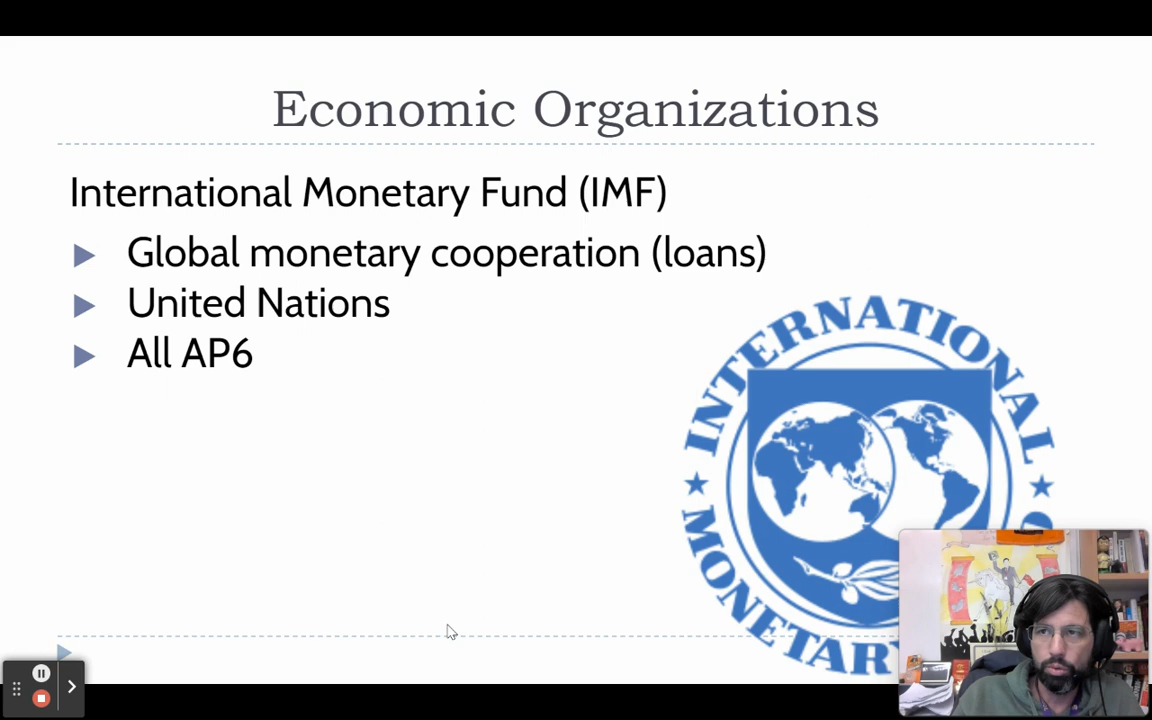 Economic Organizations
International Monetary Fund (IMF)
Global monetary cooperation (loans)
United Nations
All AP6
INTERNATIONAL
MONETARY